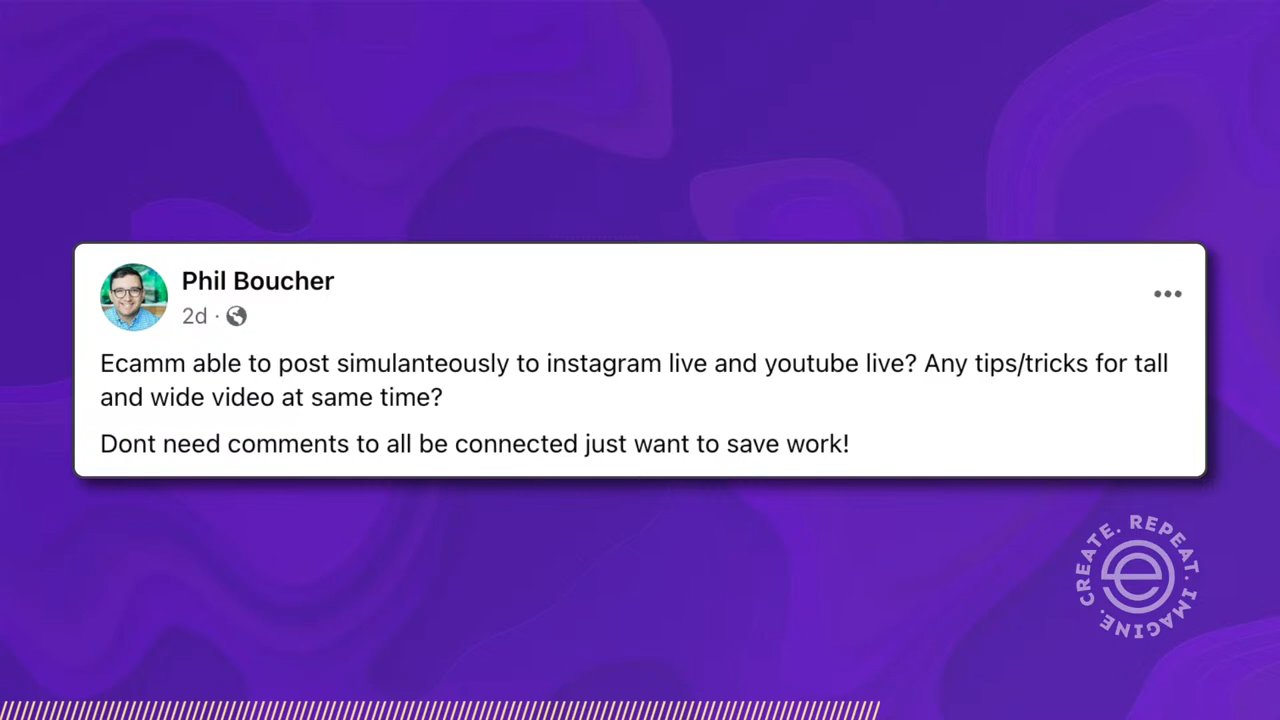 Phil Boucher
2d ·
Ecamm able to post simulanteously to instagram live and youtube live? Any tips/tricks for tall
and wide video at same time?
Dont need comments to all be connected just want to save work!
CREATE. REPEAT. IMAGINE.